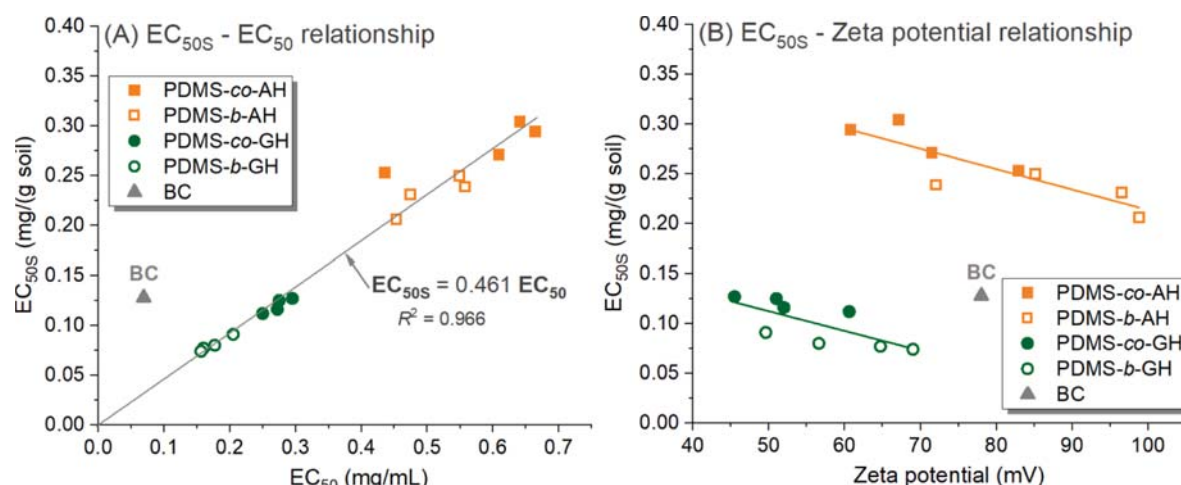 (A) EC50S - EC50 relationship
EC50S (mg/(g soil)
0.40
0.35
0.30
0.25
0.20
0.15
0.10
0.05
0.00
PDMS-co-AH
PDMS-b-AH
PDMS-co-GH
PDMS-b-GH
BC
BC
EC50S = 0.461 EC50
R² = 0.966
0.0 0.1 0.2 0.3 0.4 0.5 0.6 0.7
EC50 (mg/mL)
(B) EC50S - Zeta potential relationship
EC50S (mg/(g soil)
0.40
0.35
0.30
0.25
0.20
0.15
0.10
0.05
0.00
BC
PDMS-co-AH
PDMS-b-AH
PDMS-co-GH
PDMS-b-GH
BC
40 50 60 70 80 90 100
Zeta potential (mV)